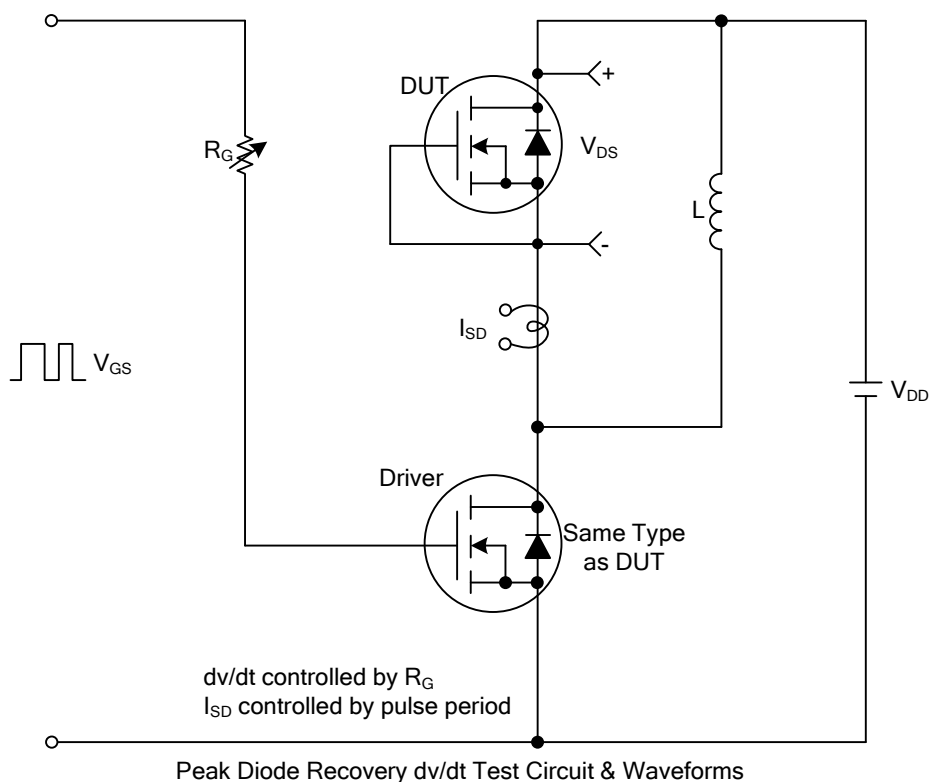 DUT
+
R_G
V_DS
L
-
I_SD
V_GS
V_DD
Driver
Same Type
as DUT
dv/dt controlled by R_G
I_SD controlled by pulse period
Peak Diode Recovery dv/dt Test Circuit & Waveforms